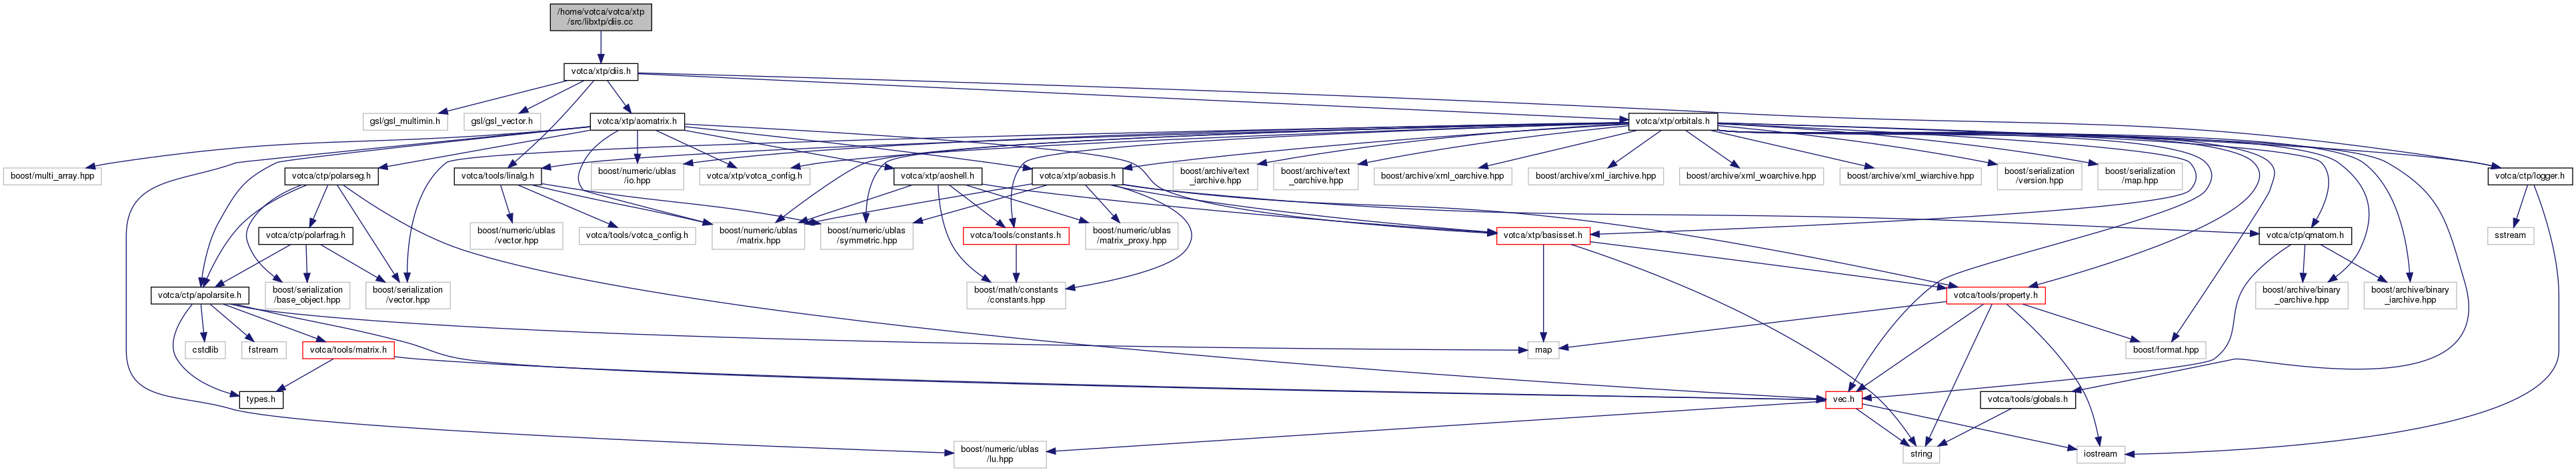 /home/votca/votca/xtp
/src/libxtp/diis.cc
votca/xtp/diis.h
gsl/gsl_multimin.h
gsl/gsl_vector.h
votca/xtp/aomatrix.h
votca/xtp/orbitals.h
boost/multi_array.hpp
votca/ctp/polarseg.h
votca/tools/linalg.h
boost/numeric/ublas
/io.hpp
votca/xtp/votca_config.h
votca/xtp/aoshell.h
votca/xtp/aobasis.h
boost/archive/text
_iarchive.hpp
boost/archive/text
_oarchive.hpp
boost/archive/xml_oarchive.hpp
boost/archive/xml_iarchive.hpp
boost/archive/xml_woarchive.hpp
boost/archive/xml_wiarchive.hpp
boost/serialization
/version.hpp
boost/serialization
/map.hpp
votca/ctp/logger.h
votca/ctp/polarfrag.h
boost/numeric/ublas
/vector.hpp
votca/tools/votca_config.h
boost/numeric/ublas
/matrix.hpp
boost/numeric/ublas
/symmetric.hpp
votca/tools/constants.h
boost/numeric/ublas
/matrix_proxy.hpp
votca/xtp/basisset.h
votca/ctp/qmatom.h
sstream
votca/ctp/apolarsite.h
boost/serialization
/base_object.hpp
boost/serialization
/vector.hpp
boost/math/constants
/constants.hpp
votca/tools/property.h
boost/archive/binary
_oarchive.hpp
boost/archive/binary
_iarchive.hpp
cstdlib
fstream
votca/tools/matrix.h
map
boost/format.hpp
types.h
vec.h
votca/tools/globals.h
boost/numeric/ublas
/lu.hpp
string
iostream